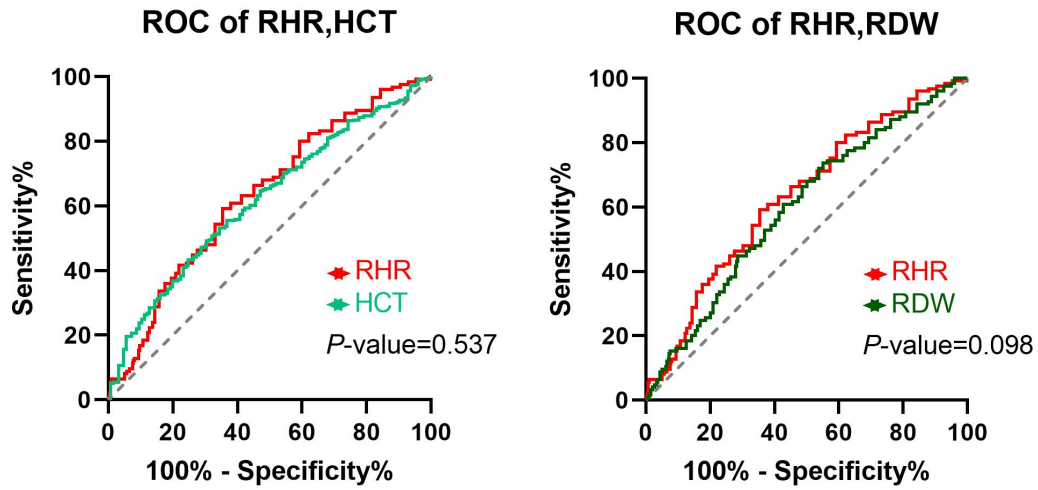 ROC of RHR,HCT
Sensitivity%
100
80
60
40
20
0
RHR
HCT
P-value=0.537
0 20 40 60 80 100
100% - Specificity%
ROC of RHR,RDW
Sensitivity%
100
80
60
40
20
0
RHR
RDW
P-value=0.098
0 20 40 60 80 100
100% - Specificity%